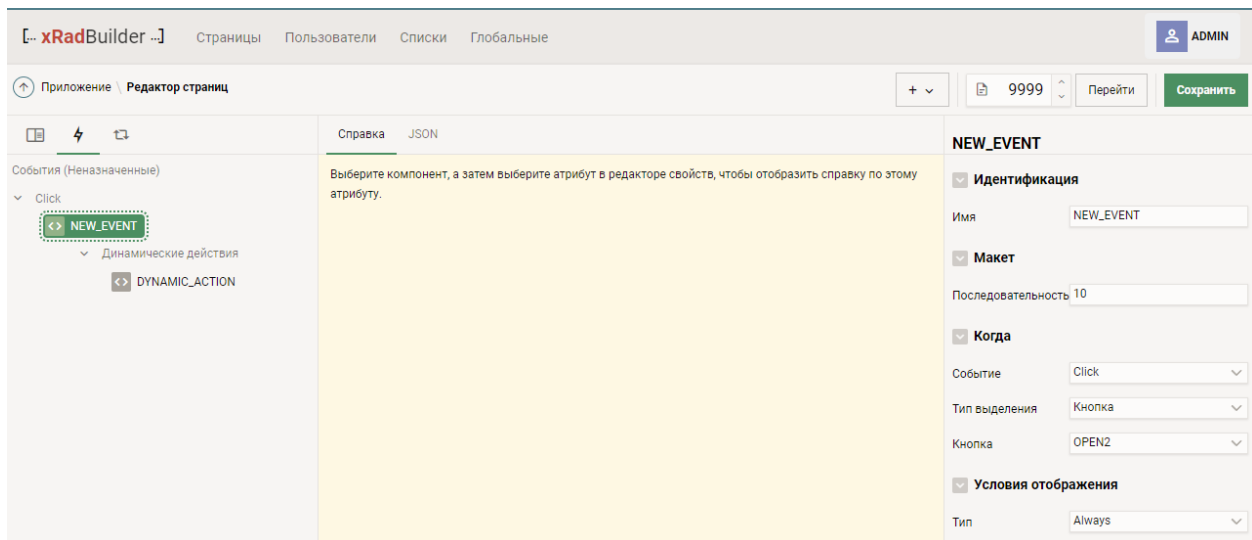 [... xRadBuilder ...] Страницы Пользователи Списки Глобальные ADMIN
Приложение \ Редактор страниц + 9999 Перейти Сохранить
Справка JSON
NEW_EVENT
События (Неназначенные)
Click
NEW_EVENT
Динамические действия
DYNAMIC_ACTION
Выберите компонент, а затем выберите атрибут в редакторе свойств, чтобы отобразить справку по этому
атрибуту.
Идентификация
Имя NEW_EVENT
Макет
Последовательность 10
Когда
Событие Click
Тип выделения Кнопка
Кнопка OPEN2
Условия отображения
Тип Always